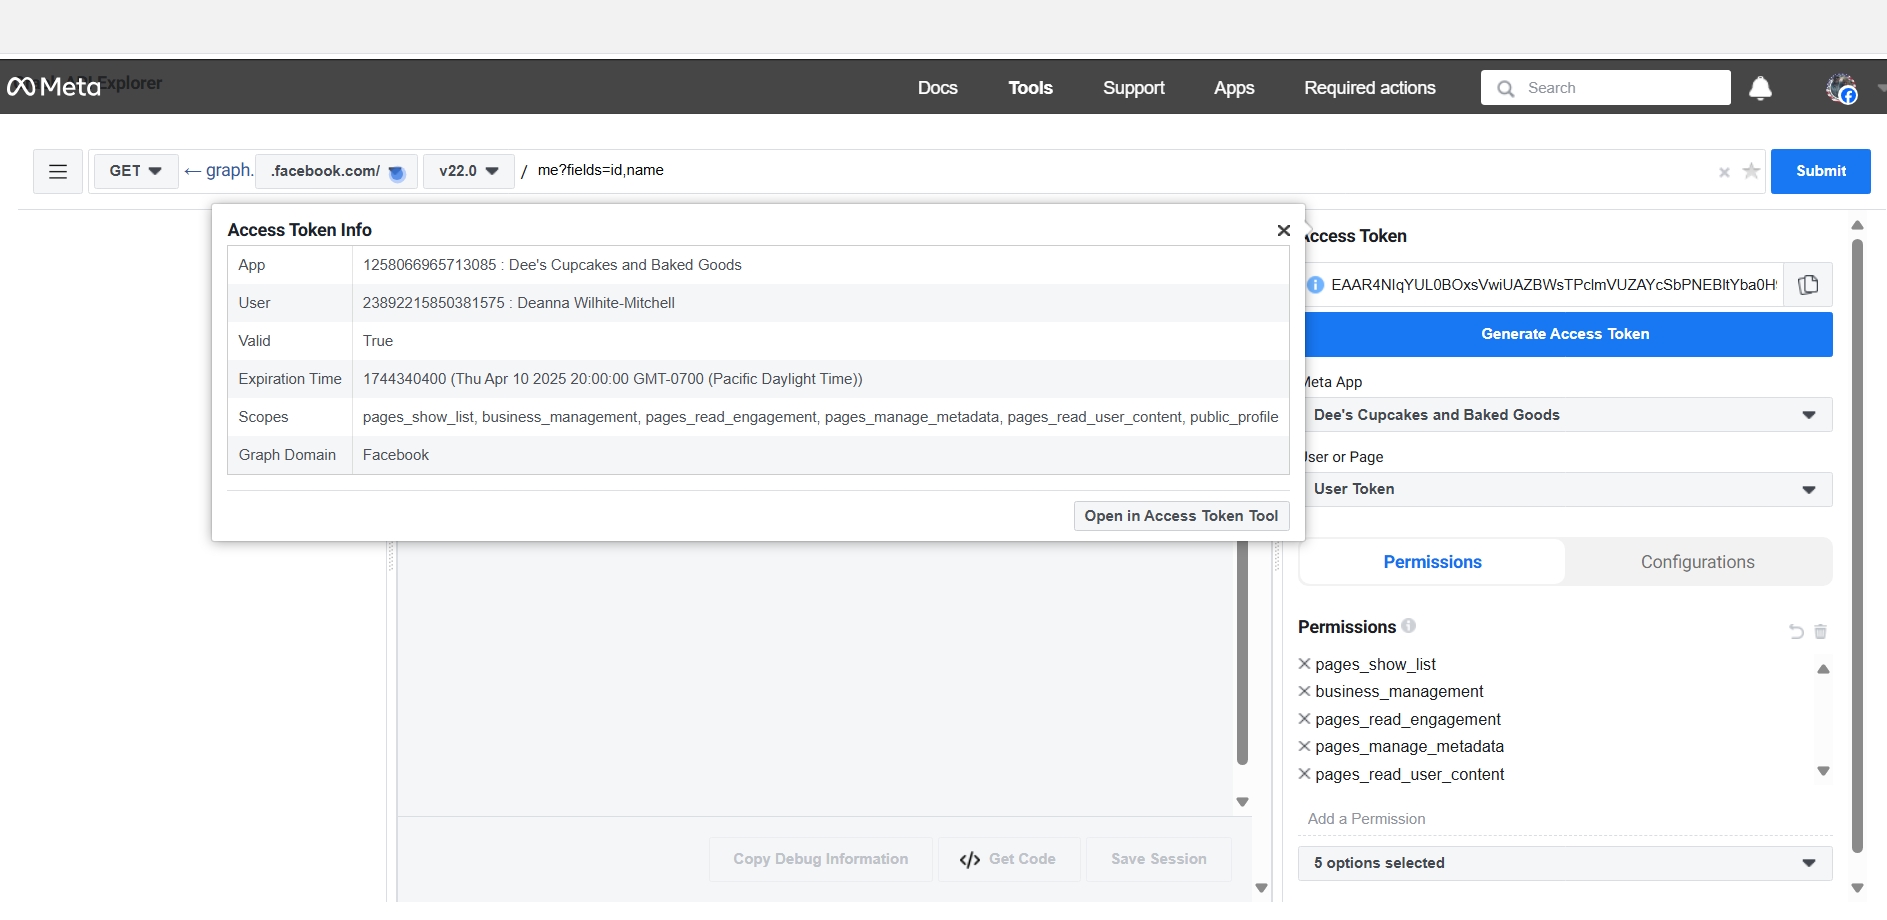 Meta
Explorer
Docs
Tools
Support
Apps
Required actions
Search
GET
← graph.
.facebook.com/
v22.0
/
me?fields=id,name
Submit
Access Token Info
App
1258066965713085 : Dee's Cupcakes and Baked Goods
User
23892215850381575 : Deanna Wilhite-Mitchell
Valid
True
Expiration Time
1744340400 (Thu Apr 10 2025 20:00:00 GMT-0700 (Pacific Daylight Time))
Scopes
pages_show_list, business_management, pages_read_engagement, pages_manage_metadata, pages_read_user_content, public_profile
Graph Domain
Facebook
Open in Access Token Tool
Access Token
Generate Access Token
Meta App
Dee's Cupcakes and Baked Goods
User or Page
User Token
Permissions
Configurations
Permissions
pages_show_list
business_management
pages_read_engagement
pages_manage_metadata
pages_read_user_content
Add a Permission
5 options selected
Copy Debug Information
</> Get Code
Save Session